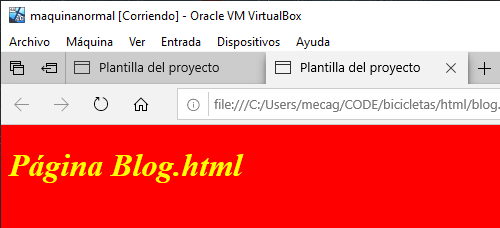 maquinanormal [Corriendo] - Oracle VM VirtualBox
Archivo Máquina Ver Entrada Dispositivos Ayuda
Plantilla del proyecto Plantilla del proyecto
file:///C:/Users/mecag/CODE/bicicletas/html/blog.
Página Blog.html